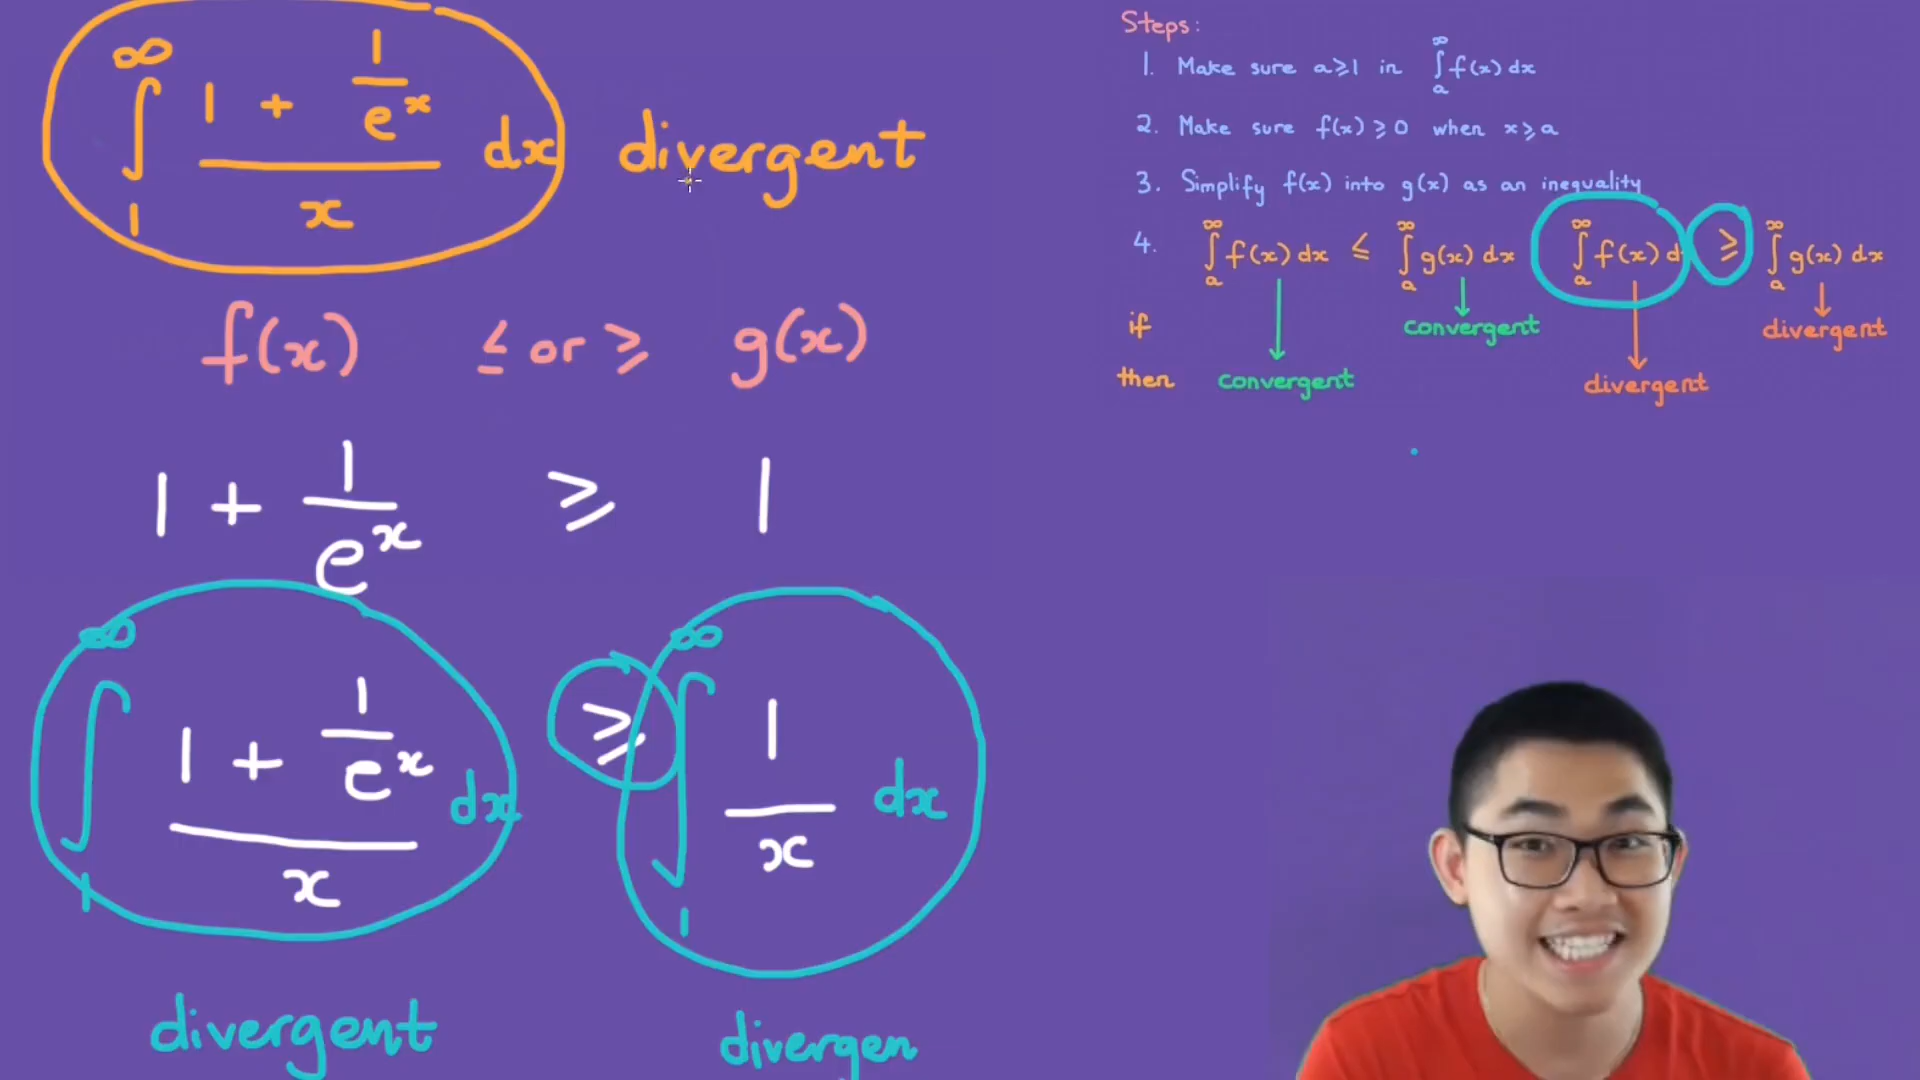 ∫₁^∞ (1 + 1/eˣ)/x dx divergent
f(x) ≤ or ≥ g(x)
1 + 1/eˣ ≥ 1
∫₁^∞ (1 + 1/eˣ)/x dx ≥ ∫₁^∞ 1/x dx
divergent divergen
Steps:
1. Make sure a≥1 in ∫ₐ^∞ f(x) dx
2. Make sure f(x) ≥ 0 when x≥a
3. Simplify f(x) into g(x) as an inequality
4. ∫ₐ^∞ f(x) dx ≤ ∫ₐ^∞ g(x) dx ∫ₐ^∞ f(x) d ≥ ∫ₐ^∞ g(x) dx
if convergent divergent
then convergent divergent